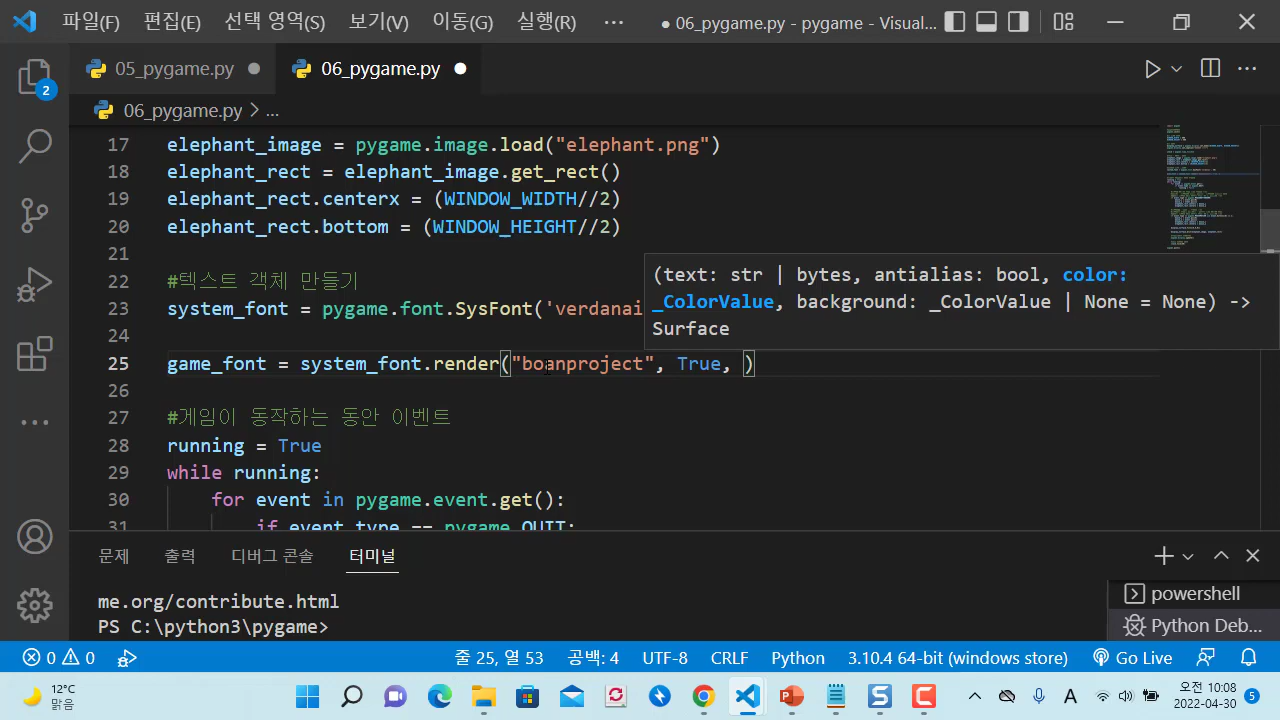 파일(F) 편집(E) 선택 영역(S) 보기(V) 이동(G) 실행(R) ··· ● 06_pygame.py - pygame - Visual...
05_pygame.py ● 06_pygame.py ●
06_pygame.py > ...
17 elephant_image = pygame.image.load("elephant.png")
18 elephant_rect = elephant_image.get_rect()
19 elephant_rect.centerx = (WINDOW_WIDTH//2)
20 elephant_rect.bottom = (WINDOW_HEIGHT//2)
21
22 #텍스트 객체 만들기
23 system_font = pygame.font.SysFont('verdanai
(text: str | bytes, antialias: bool, color:
_ColorValue, background: _ColorValue | None = None) ->
Surface
24
25 game_font = system_font.render("boanproject", True, )
26
27 #게임이 동작하는 동안 이벤트
28 running = True
29 while running:
30 for event in pygame.event.get():
31 if event.type == pygame.QUIT:
문제 출력 디버그 콘솔 터미널
me.org/contribute.html
PS C:\python3\pygame>
powershell
Python Deb...
2
0 0 줄 25, 열 53 공백: 4 UTF-8 CRLF Python 3.10.4 64-bit (windows store) Go Live
12°C
맑음
A
오전 10:08
2022-04-30
5